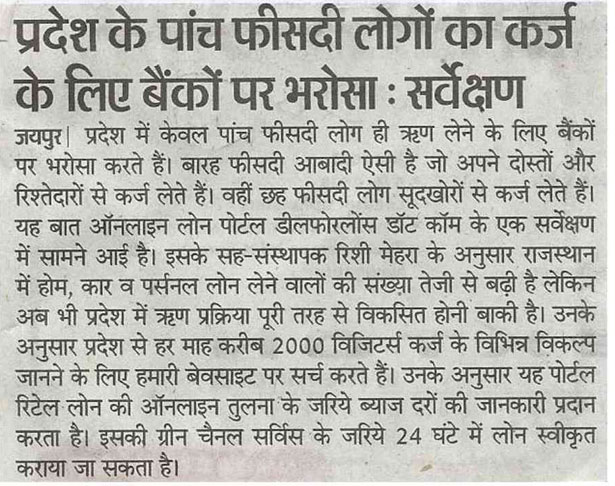 प्रदेश के पांच फीसदी लोगों का कर्ज
के लिए बैंकों पर भरोसा : सर्वेक्षण
जयपुर| प्रदेश में केवल पांच फीसदी लोग ही ऋण लेने के लिए बैंकों
पर भरोसा करते हैं। बारह फीसदी आबादी ऐसी है जो अपने दोस्तों और
रिश्तेदारों से कर्ज लेते हैं। वहीं छह फीसदी लोग सूदखोरों से कर्ज लेते हैं।
यह बात ऑनलाइन लोन पोर्टल डीलफोरलोंस डॉट कॉम के एक सर्वेक्षण
में सामने आई है। इसके सह-संस्थापक रिशी मेहरा के अनुसार राजस्थान
में होम, कार व पर्सनल लोन लेने वालों की संख्या तेजी से बढ़ी है लेकिन
अब भी प्रदेश में ऋण प्रक्रिया पूरी तरह से विकसित होनी बाकी है। उनके
अनुसार प्रदेश से हर माह करीब 2000 विजिटर्स कर्ज के विभिन्न विकल्प
जानने के लिए हमारी बेवसाइट पर सर्च करते हैं। उनके अनुसार यह पोर्टल
रिटेल लोन की ऑनलाइन तुलना के जरिये ब्याज दरों की जानकारी प्रदान
करता है। इसकी ग्रीन चैनल सर्विस के जरिये 24 घंटे में लोन स्वीकृत
कराया जा सकता है।